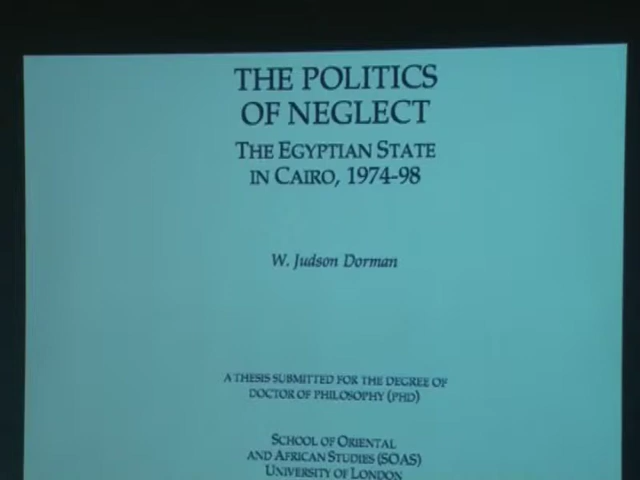 THE POLITICS
OF NEGLECT
THE EGYPTIAN STATE
IN CAIRO, 1974-98
W. Judson Dorman
A THESIS SUBMITTED FOR THE DEGREE OF
DOCTOR OF PHILOSOPHY (PHD)
SCHOOL OF ORIENTAL
AND AFRICAN STUDIES (SOAS)
UNIVERSITY OF LONDON